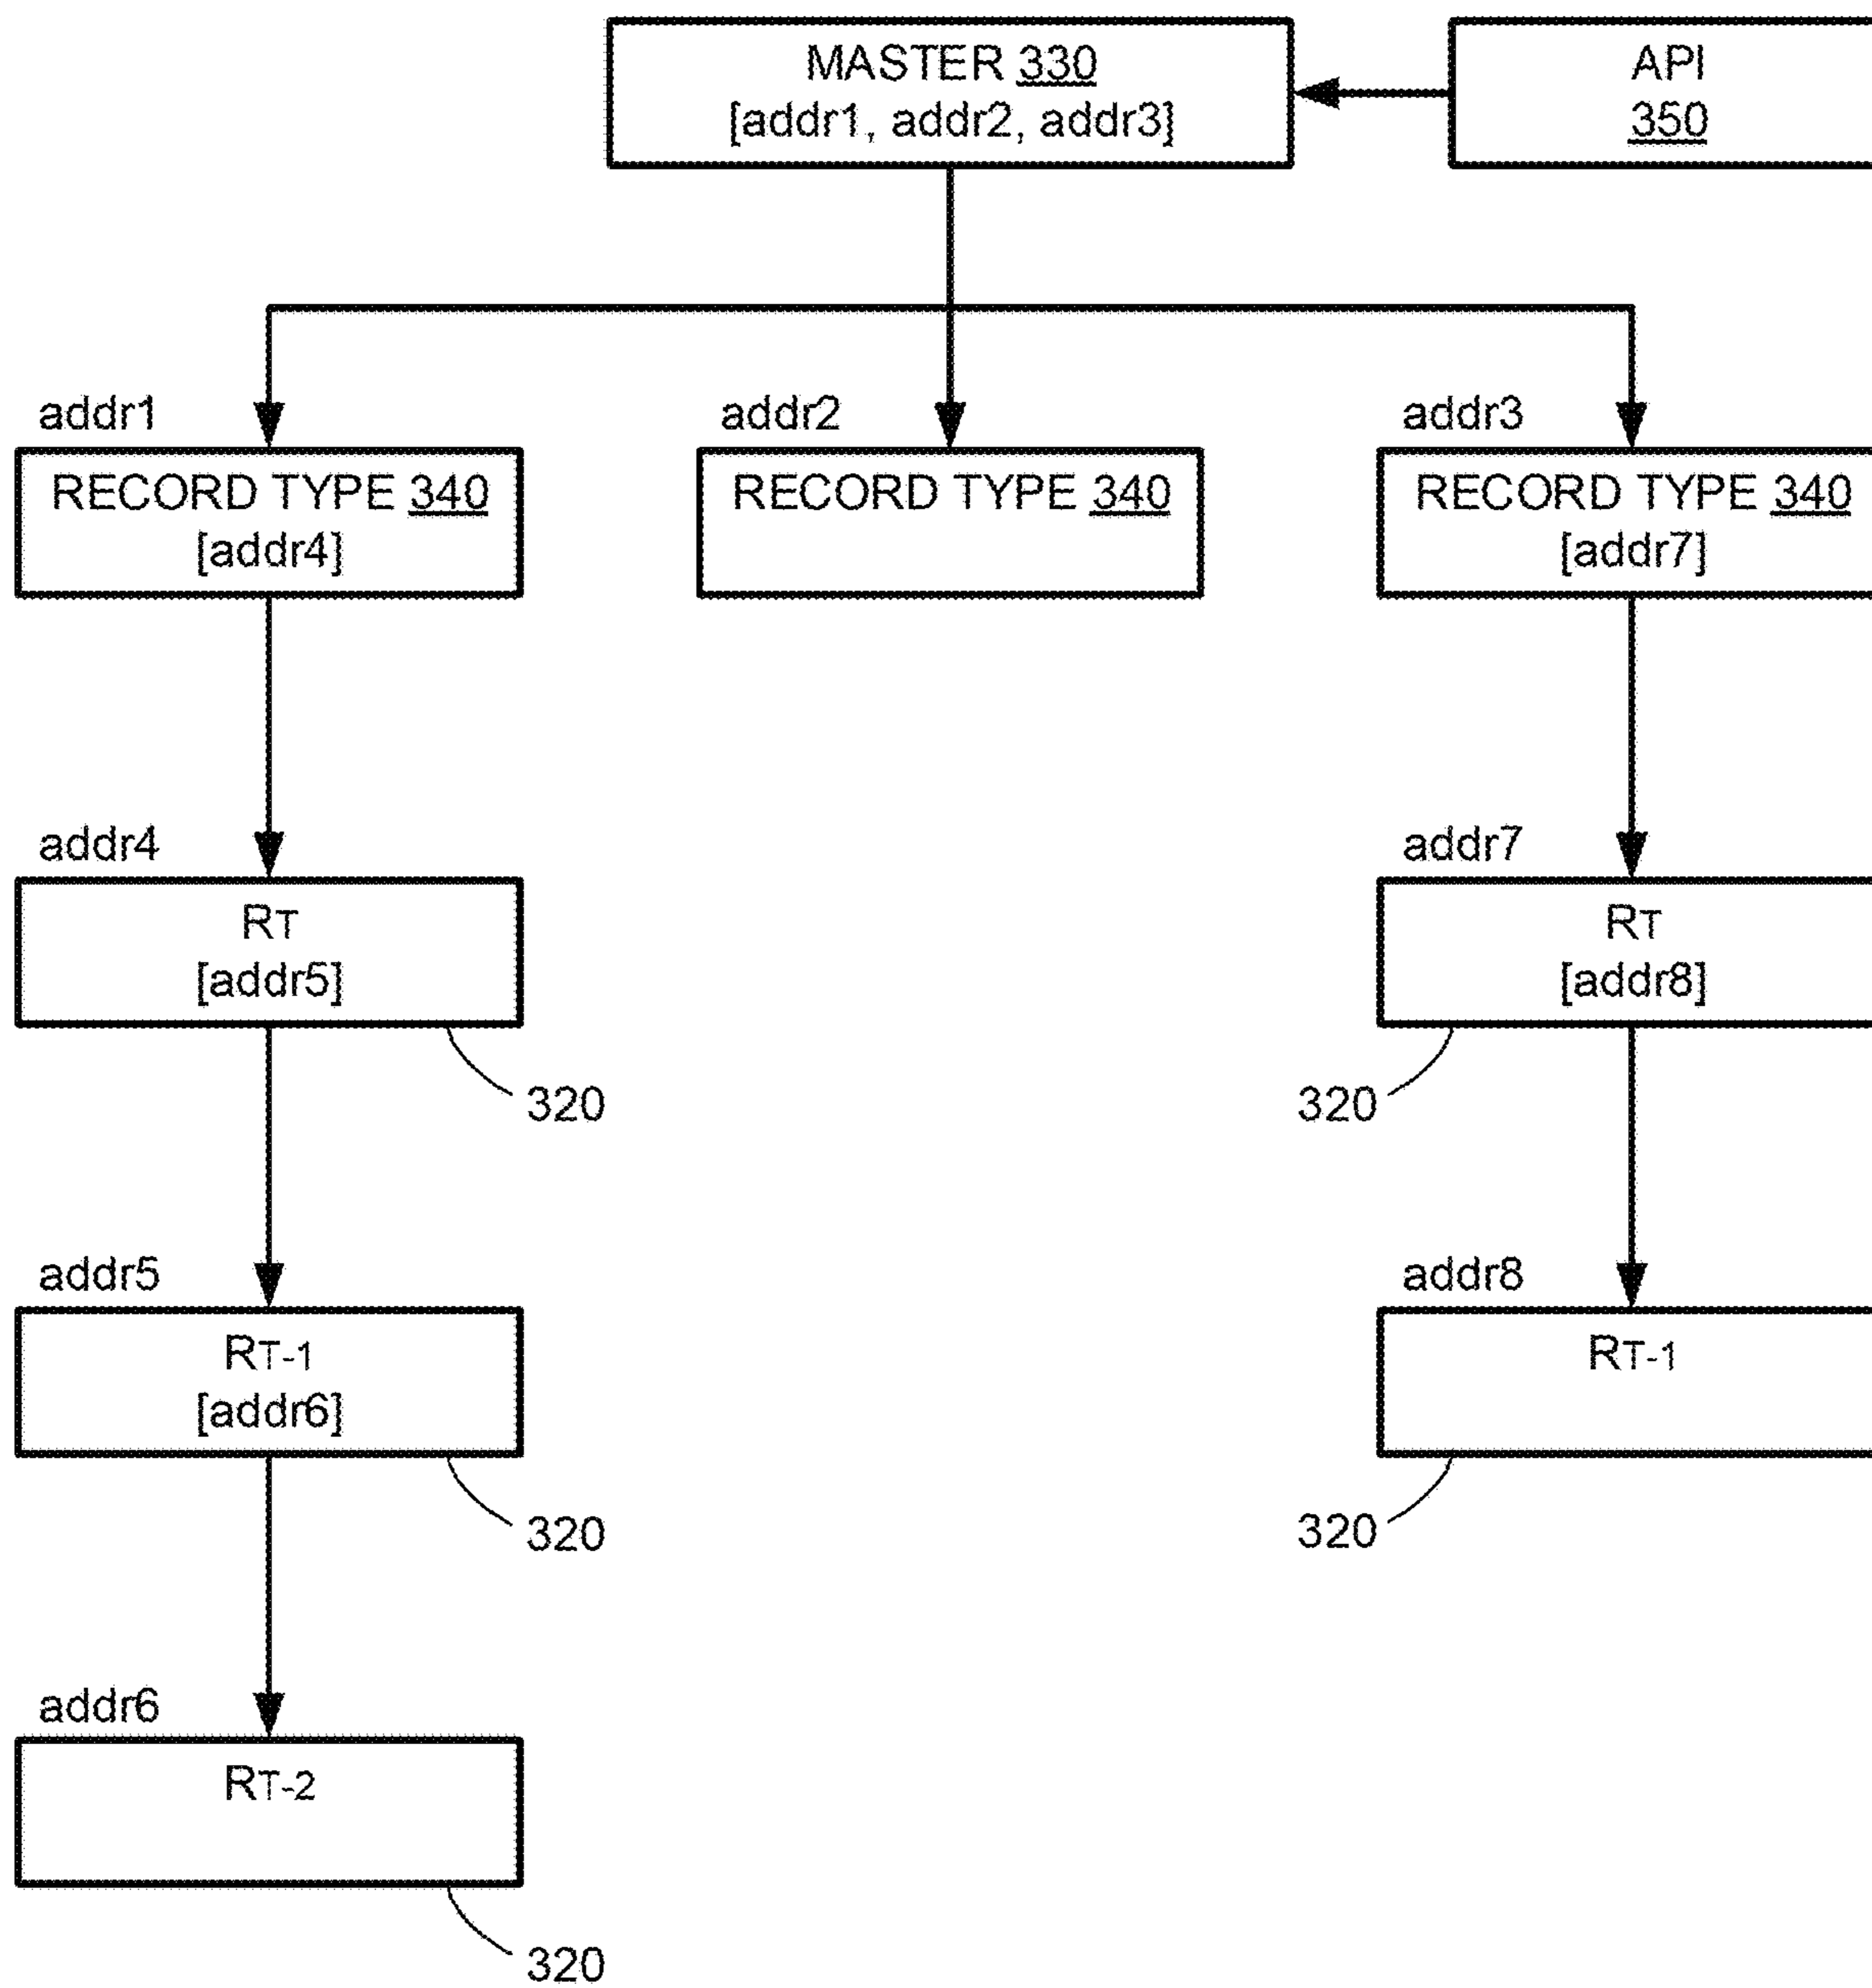 MASTER 330
[addr1, addr2, addr3]
API
350
addr1
addr2
addr3
RECORD TYPE 340
[addr4]
RECORD TYPE 340
RECORD TYPE 340
[addr7]
addr4
addr7
RT
[addr5]
RT
[addr8]
320
320
addr5
addr8
RT-1
[addr6]
RT-1
320
320
addr6
RT-2
320